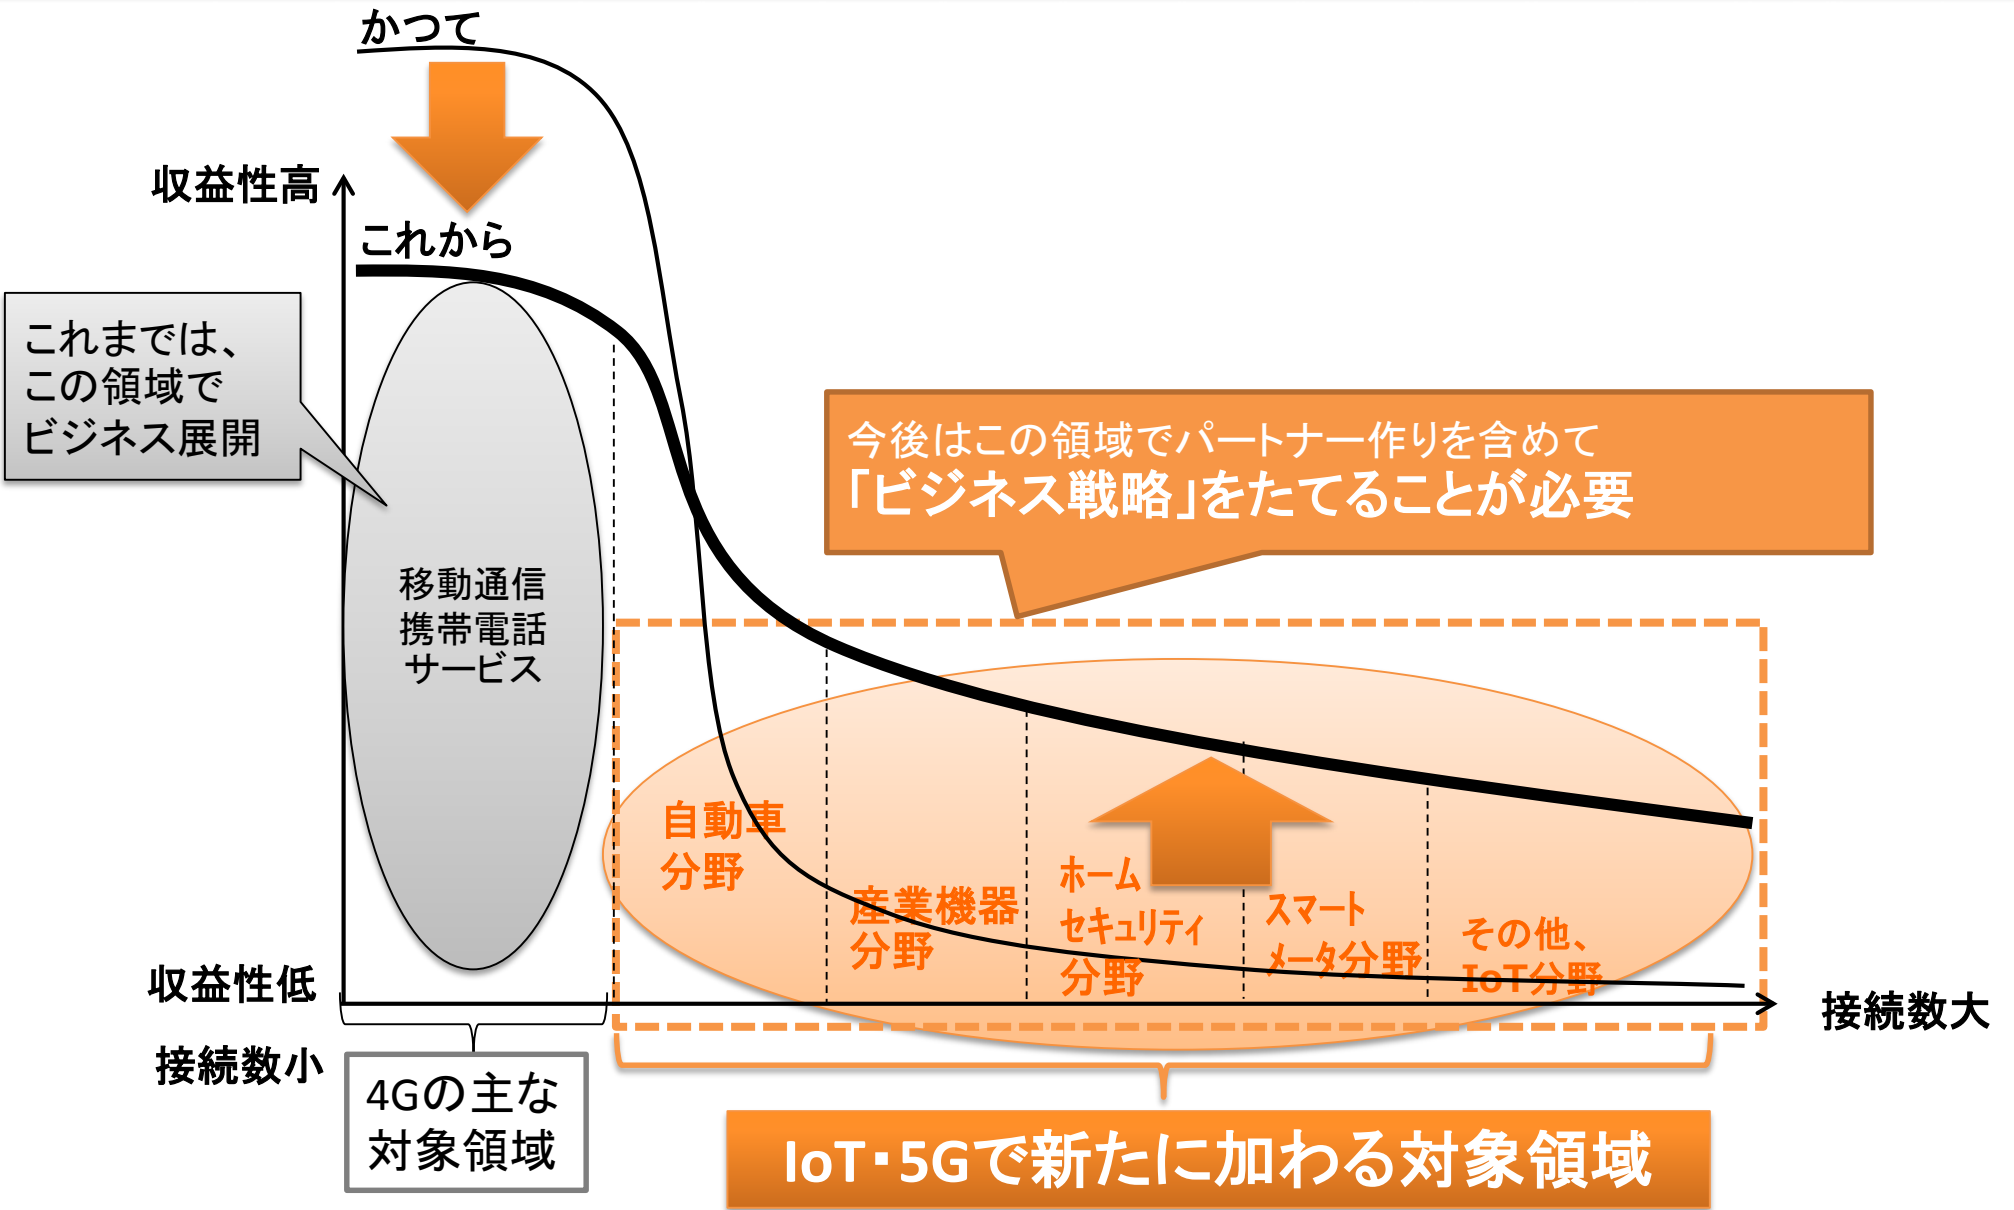 かつて
収益性高
これから
これまでは、
この領域で
ビジネス展開
今後はこの領域でパートナー作りを含めて
「ビジネス戦略」をたてることが必要
移動通信
携帯電話
サービス
自動車
分野
産業機器
分野
ﾎｰﾑ
ｾｷｭﾘﾃｨ
分野
ｽﾏｰﾄ
ﾒｰﾀ分野
その他、
IoT分野
収益性低
接続数大
接続数小
4Gの主な
対象領域
IoT・5Gで新たに加わる対象領域